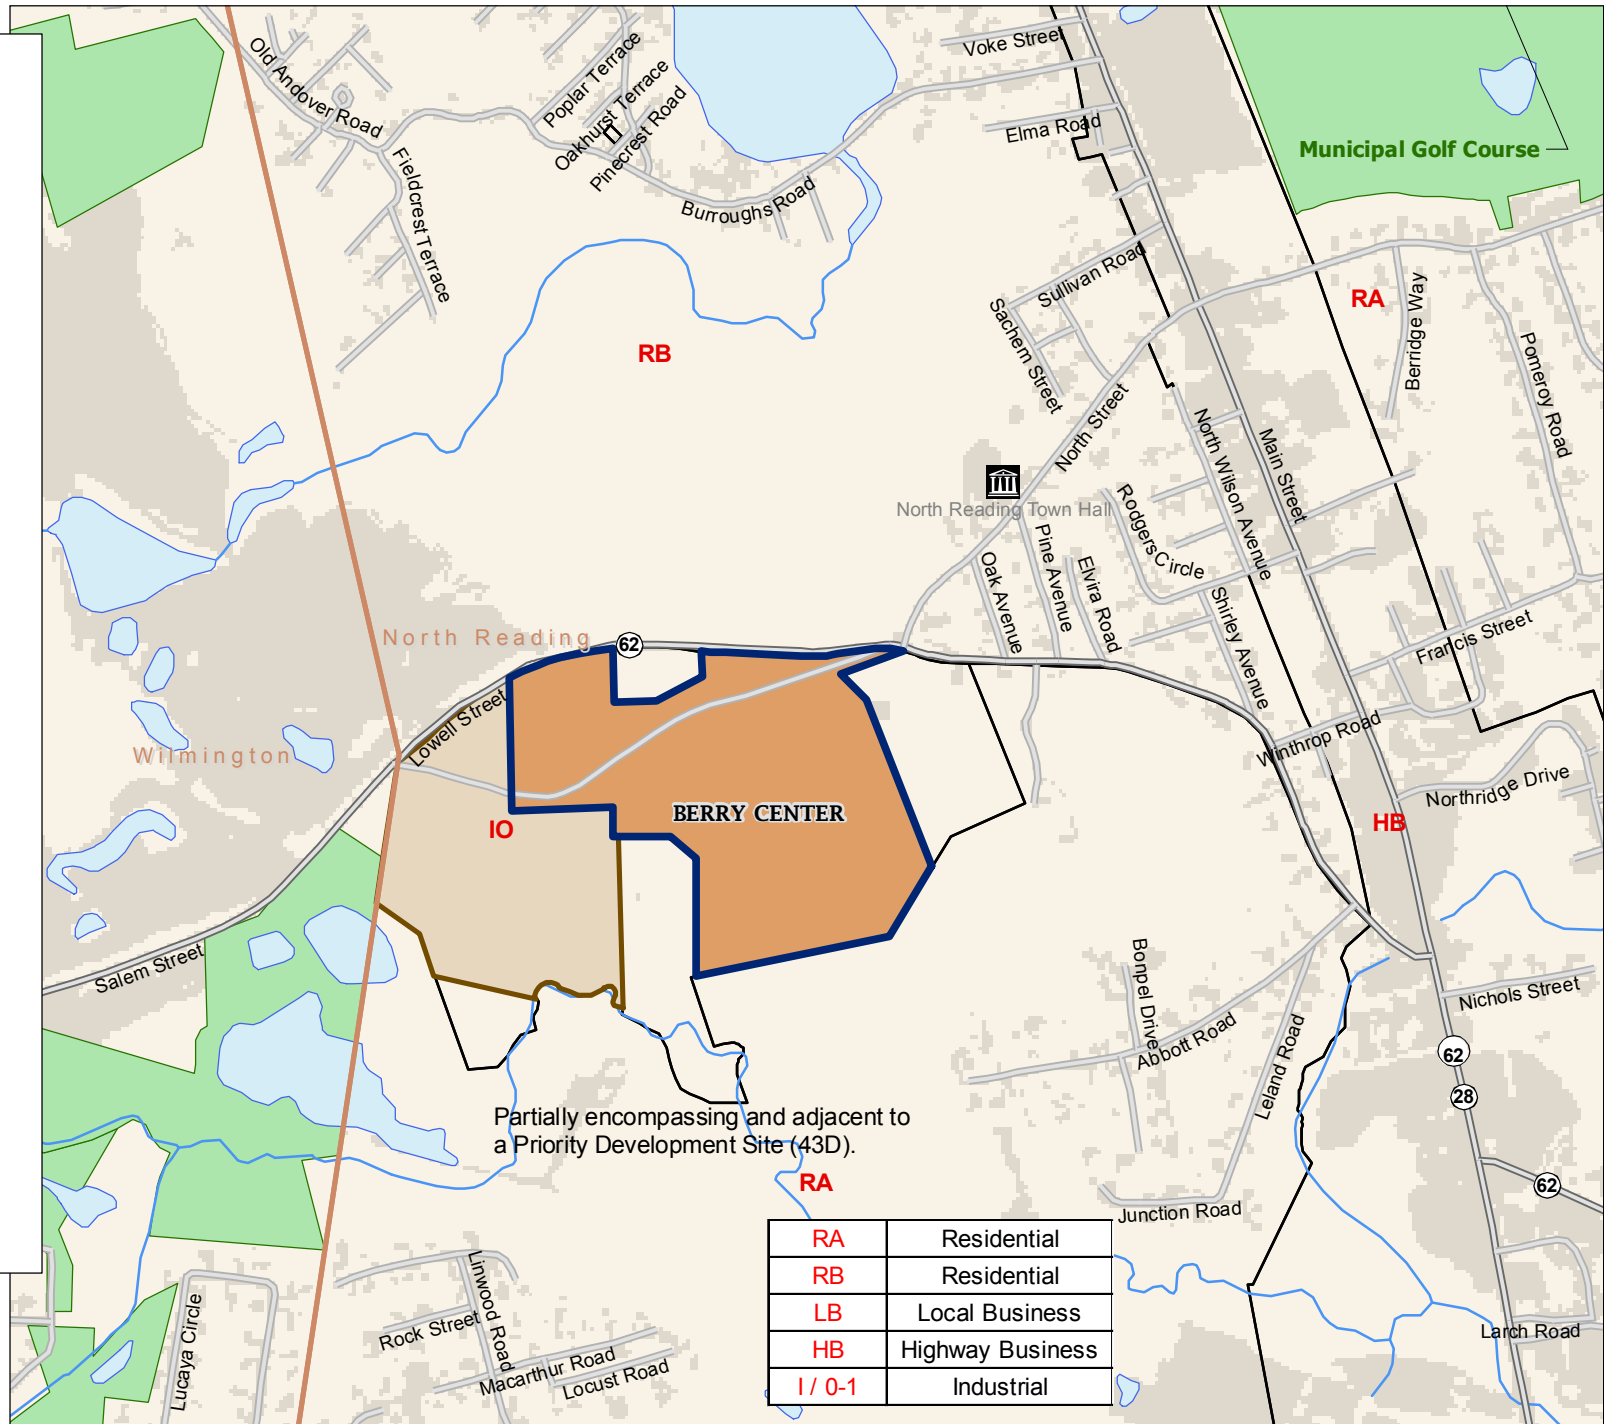 Old Andover Road
Poplar Terrace
Oakhurst Terrace
Pinecrest Road
Voke Street
Elma Road
Municipal Golf Course
Fieldcrest Terrace
Burroughs Road
Sullivan Road
RA
Sachem Street
Berridge Way
RB
Pomeroy Road
North Street
North Wilson Avenue
Main Street
North Reading Town Hall
Rodgers Circle
Pine Avenue
Oak Avenue
Elvira Road
Shirley Avenue
Francis Street
North Reading
62
Wilmington
Lowell Street
Winthrop Road
Northridge Drive
BERRY CENTER
IO
HB
Salem Street
Bonpel Drive
Nichols Street
Abbott Road
Leland Road
62
28
Partially encompassing and adjacent to
a Priority Development Site (43D).
RA
62
Junction Road
RA Residential
RB Residential
LB Local Business
HB Highway Business
I / 0-1 Industrial
Linwood Road
Rock Street
Lucaya Circle
Macarthur Road
Locust Road
Larch Road